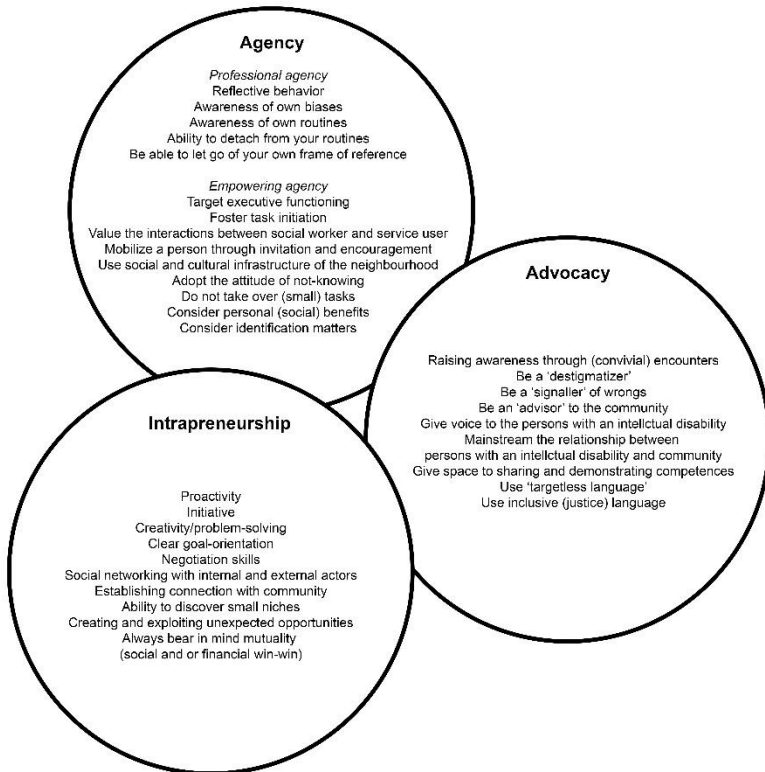 Agency
Professional agency
Reflective behavior
Awareness of own biases
Awareness of own routines
Ability to detach from your routines
Be able to let go of your own frame of reference
Empowering agency
Target executive functioning
Foster task initiation
Value the interactions between social worker and service user
Mobilize a person through invitation and encouragement
Use social and cultural infrastructure of the neighbourhood
Adopt the attitude of not-knowing
Do not take over (small) tasks
Consider personal (social) benefits
Consider identification matters
Advocacy
Raising awareness through (convivial) encounters
Be a ‘destigmatizer’
Be a ‘signaller’ of wrongs
Be an ‘advisor’ to the community
Give voice to the persons with an intellctual disability
Mainstream the relationship between
persons with an intellctual disability and community
Give space to sharing and demonstrating competences
Use ‘targetless language’
Use inclusive (justice) language
Intrapreneurship
Proactivity
Initiative
Creativity/problem-solving
Clear goal-orientation
Negotiation skills
Social networking with internal and external actors
Establishing connection with community
Ability to discover small niches
Creating and exploiting unexpected opportunities
Always bear in mind mutuality
(social and or financial win-win)